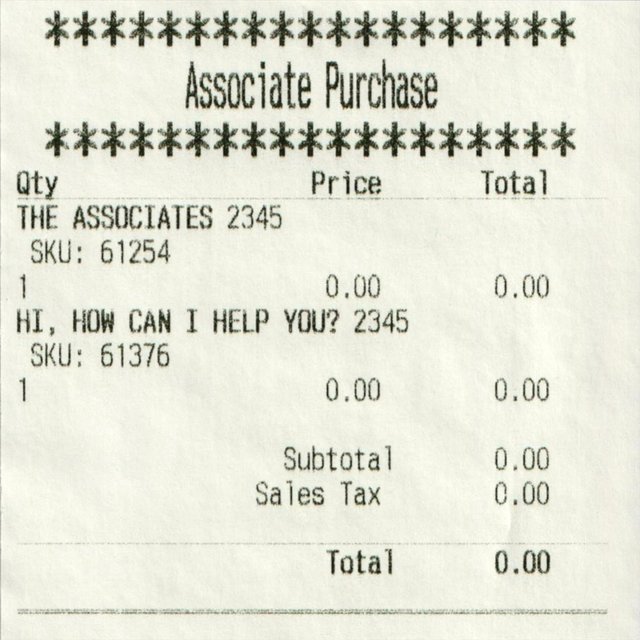 *******************
Associate Purchase
*******************
Qty Price Total
THE ASSOCIATES 2345
SKU: 61254
1 0.00 0.00
HI, HOW CAN I HELP YOU? 2345
SKU: 61376
1 0.00 0.00
Subtotal 0.00
Sales Tax 0.00
Total 0.00